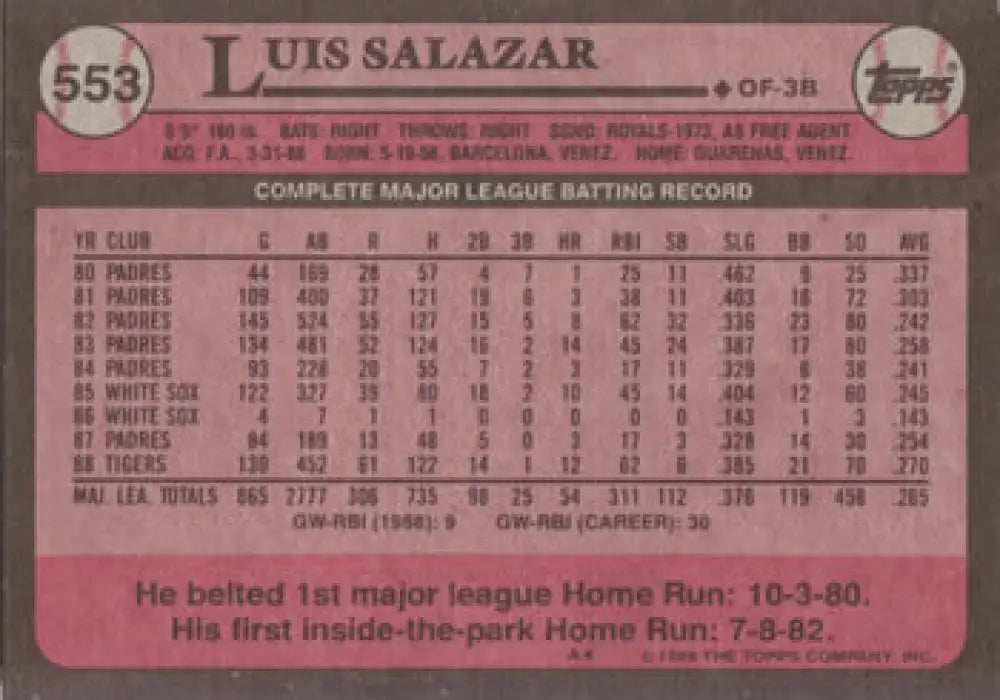 553
LUIS SALAZAR
◆ OF-3B
TOPPS®
BATS: RIGHT THROWS: RIGHT SGND: ROYALS-1973, AS FREE AGENT
ACQ: F.A., 3-31-88 BORN: 5-19-56, BARCELONA, VENEZ. HOME: GUARENAS, VENEZ.
COMPLETE MAJOR LEAGUE BATTING RECORD
YR CLUB G AB R H 2B 3B HR RBI SB SLG BB SO AVG
80 PADRES 44 169 28 57 4 7 1 25 11 .462 9 25 .337
81 PADRES 109 400 37 121 19 6 3 38 11 .403 16 72 .303
82 PADRES 145 524 55 127 15 5 8 62 32 .336 23 80 .242
83 PADRES 134 481 52 124 16 2 14 45 24 .387 17 80 .258
84 PADRES 93 228 20 55 7 2 3 17 11 .329 6 38 .241
85 WHITE SOX 122 327 39 80 18 2 10 45 14 .404 12 60 .245
86 WHITE SOX 4 7 1 1 0 0 0 0 0 .143 1 3 .143
87 PADRES 84 189 13 48 5 0 3 17 3 .328 14 30 .254
88 TIGERS 130 452 61 122 14 1 12 62 6 .385 21 70 .270
MAJ. LEA. TOTALS 865 2777 306 735 98 25 54 311 112 .376 119 458 .265
GW-RBI (1988): 9 GW-RBI (CAREER): 30
He belted 1st major league Home Run: 10-3-80.
His first inside-the-park Home Run: 7-8-82.
A★ © 1989 THE TOPPS COMPANY, INC.